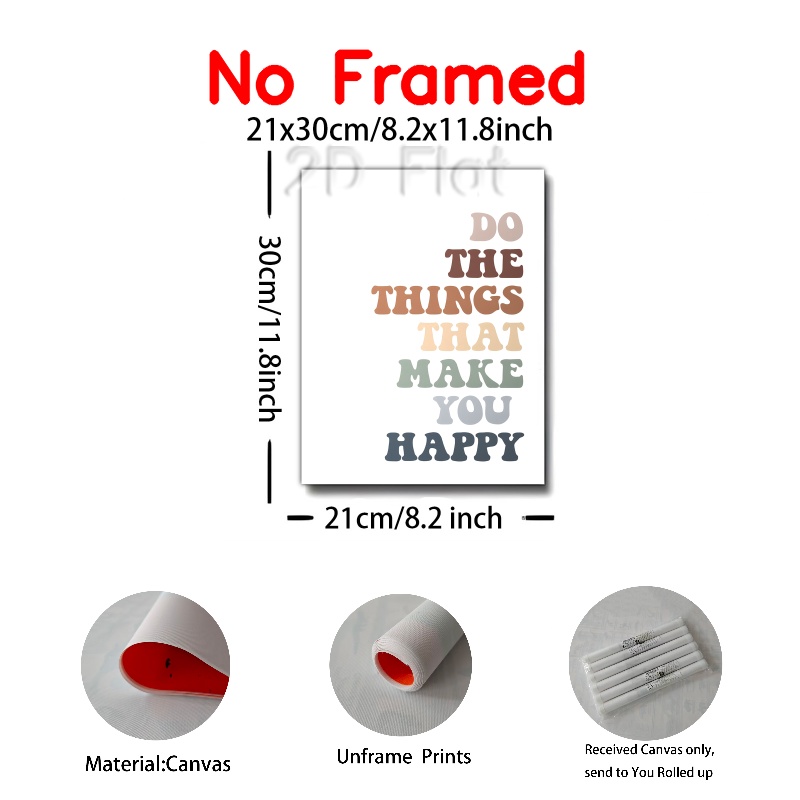 No Framed
21x30cm/8.2x11.8inch
2D Flat
30cm/11.8inch
DO
THE
THINGS
THAT
MAKE
YOU
HAPPY
21cm/8.2 inch
Material:Canvas
Unframe Prints
Received Canvas only,
send to You Rolled up